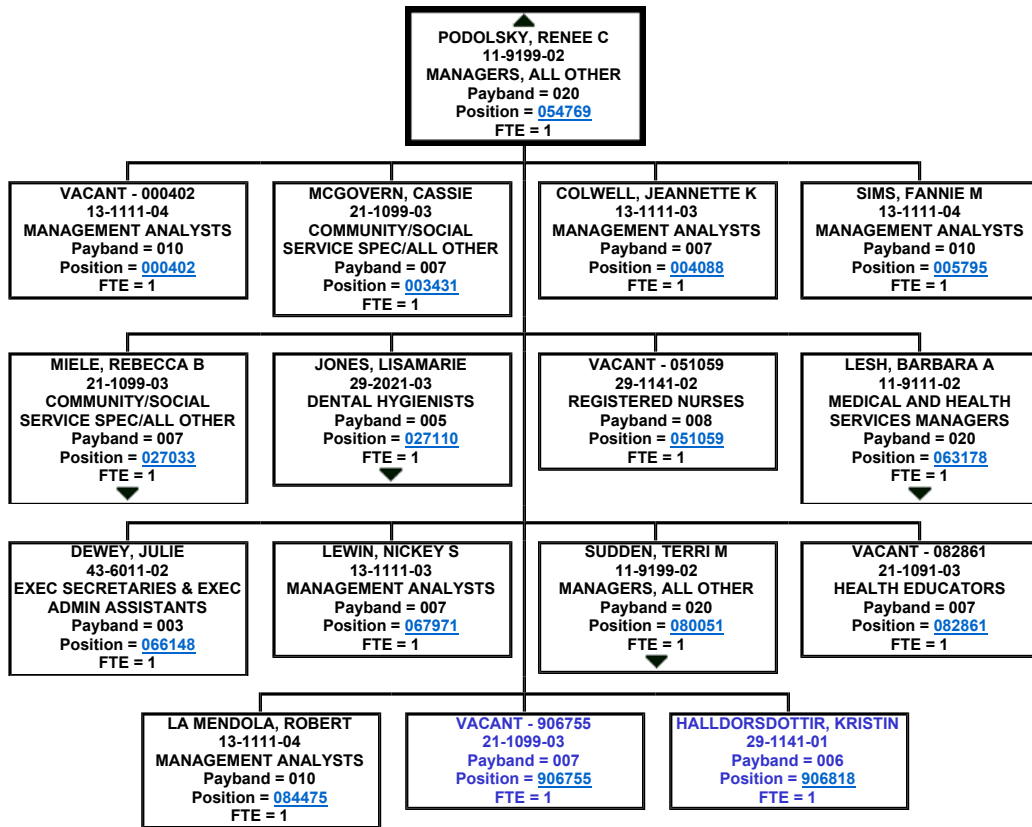 PODOLSKY, RENEE C
11-9199-02
MANAGERS, ALL OTHER
Payband = 020
Position = 054769
FTE = 1
VACANT - 000402
13-1111-04
MANAGEMENT ANALYSTS
Payband = 010
Position = 000402
FTE = 1
MCGOVERN, CASSIE
21-1099-03
COMMUNITY/SOCIAL
SERVICE SPEC/ALL OTHER
Payband = 007
Position = 003431
FTE = 1
COLWELL, JEANNETTE K
13-1111-03
MANAGEMENT ANALYSTS
Payband = 007
Position = 004088
FTE = 1
SIMS, FANNIE M
13-1111-04
MANAGEMENT ANALYSTS
Payband = 010
Position = 005795
FTE = 1
MIELE, REBECCA B
21-1099-03
COMMUNITY/SOCIAL
SERVICE SPEC/ALL OTHER
Payband = 007
Position = 027033
FTE = 1
JONES, LISAMARIE
29-2021-03
DENTAL HYGIENISTS
Payband = 005
Position = 027110
FTE = 1
VACANT - 051059
29-1141-02
REGISTERED NURSES
Payband = 008
Position = 051059
FTE = 1
LESH, BARBARA A
11-9111-02
MEDICAL AND HEALTH
SERVICES MANAGERS
Payband = 020
Position = 063178
FTE = 1
DEWEY, JULIE
43-6011-02
EXEC SECRETARIES & EXEC
ADMIN ASSISTANTS
Payband = 003
Position = 066148
FTE = 1
LEWIN, NICKEY S
13-1111-03
MANAGEMENT ANALYSTS
Payband = 007
Position = 067971
FTE = 1
SUDDEN, TERRI M
11-9199-02
MANAGERS, ALL OTHER
Payband = 020
Position = 080051
FTE = 1
VACANT - 082861
21-1091-03
HEALTH EDUCATORS
Payband = 007
Position = 082861
FTE = 1
LA MENDOLA, ROBERT
13-1111-04
MANAGEMENT ANALYSTS
Payband = 010
Position = 084475
FTE = 1
VACANT - 906755
21-1099-03
Payband = 007
Position = 906755
FTE = 1
HALLDORSDOTTIR, KRISTIN
29-1141-01
Payband = 006
Position = 906818
FTE = 1